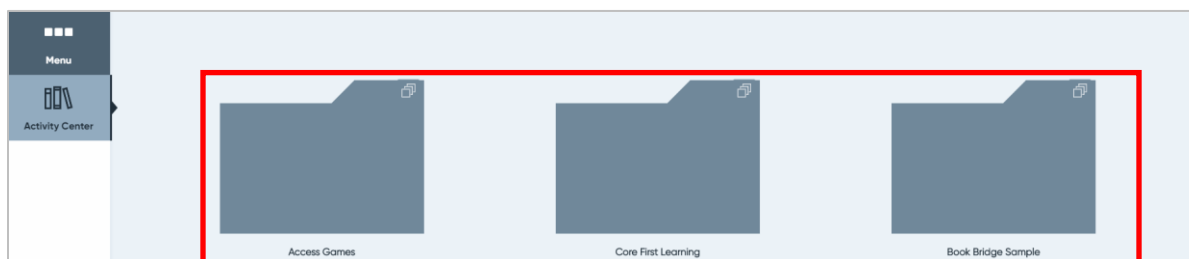 Menu
Activity Center
Access Games
Core First Learning
Book Bridge Sample